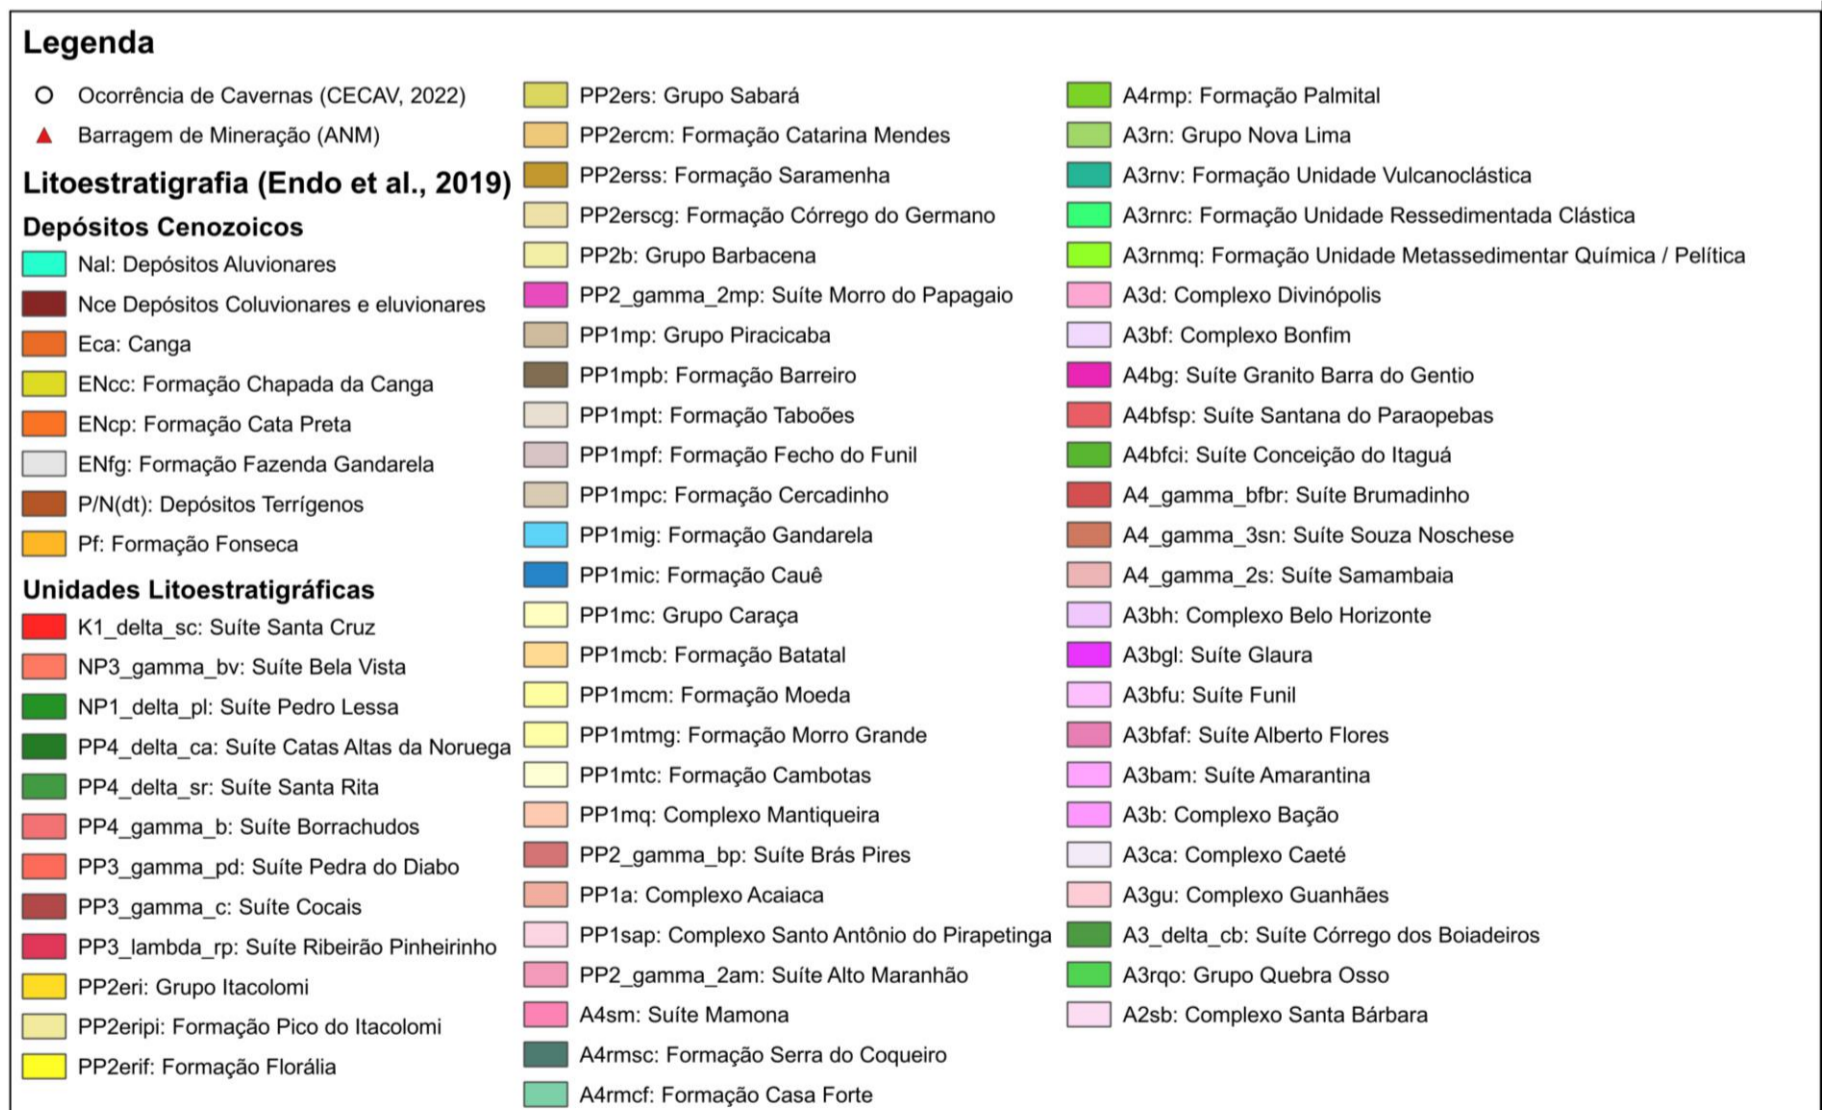 Legenda
Ocorrência de Cavernas (CECAV, 2022)
Barragem de Mineração (ANM)
Litoestratigrafia (Endo et al., 2019)
Depósitos Cenozoicos
Nal: Depósitos Aluvionares
Nce Depósitos Coluvionares e eluvionares
Eca: Canga
ENcc: Formação Chapada da Canga
ENcp: Formação Cata Preta
ENfg: Formação Fazenda Gandarela
P/N(dt): Depósitos Terrígenos
Pf: Formação Fonseca
Unidades Litoestratigráficas
K1_delta_sc: Suíte Santa Cruz
NP3_gamma_bv: Suíte Bela Vista
NP1_delta_pl: Suíte Pedro Lessa
PP4_delta_ca: Suíte Catas Altas da Noruega
PP4_delta_sr: Suíte Santa Rita
PP4_gamma_b: Suíte Borrachudos
PP3_gamma_pd: Suíte Pedra do Diabo
PP3_gamma_c: Suíte Cocais
PP3_lambda_rp: Suíte Ribeirão Pinheirinho
PP2eri: Grupo Itacolomi
PP2eripi: Formação Pico do Itacolomi
PP2erif: Formação Florália
PP2ers: Grupo Sabará
PP2ercm: Formação Catarina Mendes
PP2erss: Formação Saramenha
PP2erscg: Formação Córrego do Germano
PP2b: Grupo Barbacena
PP2_gamma_2mp: Suíte Morro do Papagaio
PP1mp: Grupo Piracicaba
PP1mpb: Formação Barreiro
PP1mpt: Formação Taboões
PP1mpf: Formação Fecho do Funil
PP1mpc: Formação Cercadinho
PP1mig: Formação Gandarela
PP1mic: Formação Cauê
PP1mc: Grupo Caraça
PP1mcb: Formação Batatal
PP1mcm: Formação Moeda
PP1mtmg: Formação Morro Grande
PP1mtc: Formação Cambotas
PP1mq: Complexo Mantiqueira
PP2_gamma_bp: Suíte Brás Pires
PP1a: Complexo Acaiaca
PP1sap: Complexo Santo Antônio do Pirapetinga
PP2_gamma_2am: Suíte Alto Maranhão
A4sm: Suíte Mamona
A4rmsc: Formação Serra do Coqueiro
A4rmcf: Formação Casa Forte
A4rmp: Formação Palmital
A3rn: Grupo Nova Lima
A3rnv: Formação Unidade Vulcanoclástica
A3rnrc: Formação Unidade Ressedimentada Clástica
A3rnmq: Formação Unidade Metassedimentar Química / Pelítica
A3d: Complexo Divinópolis
A3bf: Complexo Bonfim
A4bg: Suíte Granito Barra do Gentio
A4bfsp: Suíte Santana do Paraopebas
A4bfci: Suíte Conceição do Itaguá
A4_gamma_bfbr: Suíte Brumadinho
A4_gamma_3sn: Suíte Souza Noschese
A4_gamma_2s: Suíte Samambaia
A3bh: Complexo Belo Horizonte
A3bgl: Suíte Glaura
A3bfu: Suíte Funil
A3bfaf: Suíte Alberto Flores
A3bam: Suíte Amarantina
A3b: Complexo Bação
A3ca: Complexo Caeté
A3gu: Complexo Guanhães
A3_delta_cb: Suíte Córrego dos Boiadeiros
A3rqo: Grupo Quebra Osso
A2sb: Complexo Santa Bárbara